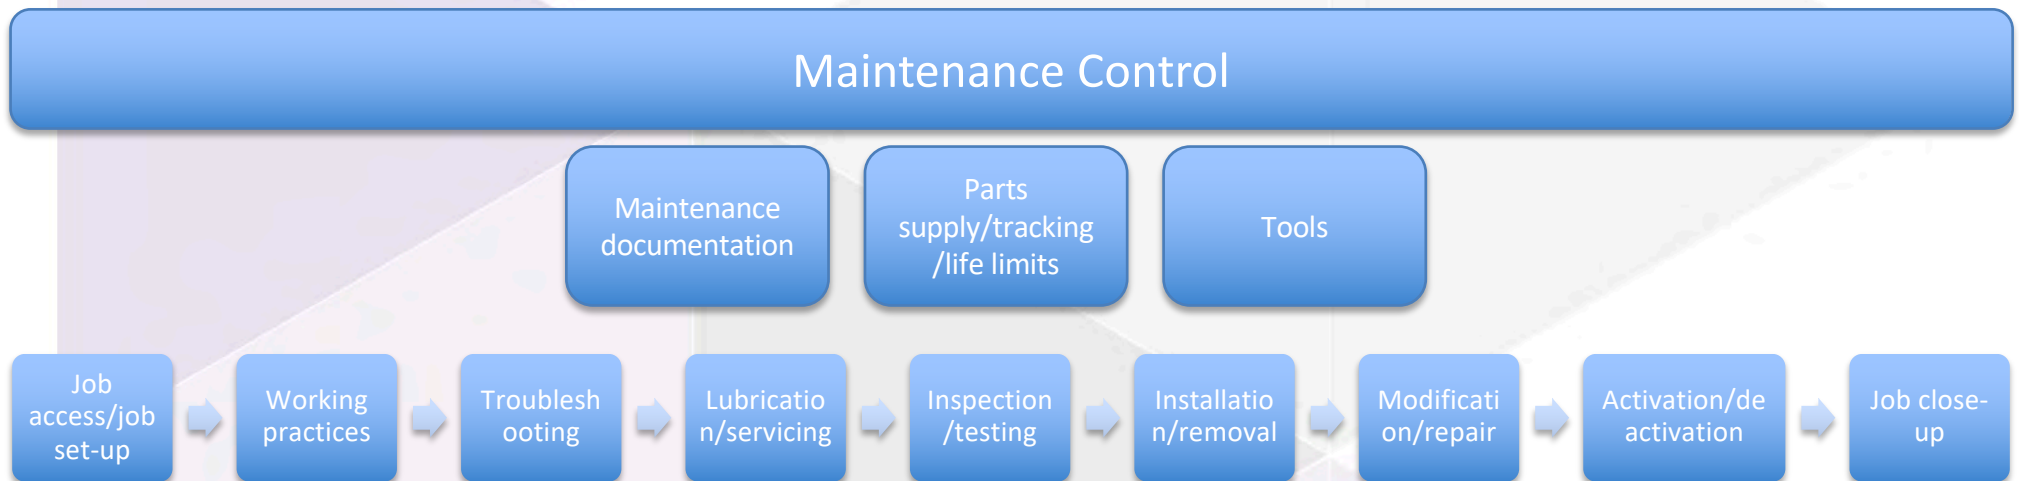 Maintenance Control
Maintenance
documentation
Parts
supply/tracking
/life limits
Tools
Job
access/job
set-up
Working
practices
Troublesh
ooting
Lubricatio
n/servicing
Inspection
/testing
Installatio
n/removal
Modificati
on/repair
Activation/de
activation
Job close-
up